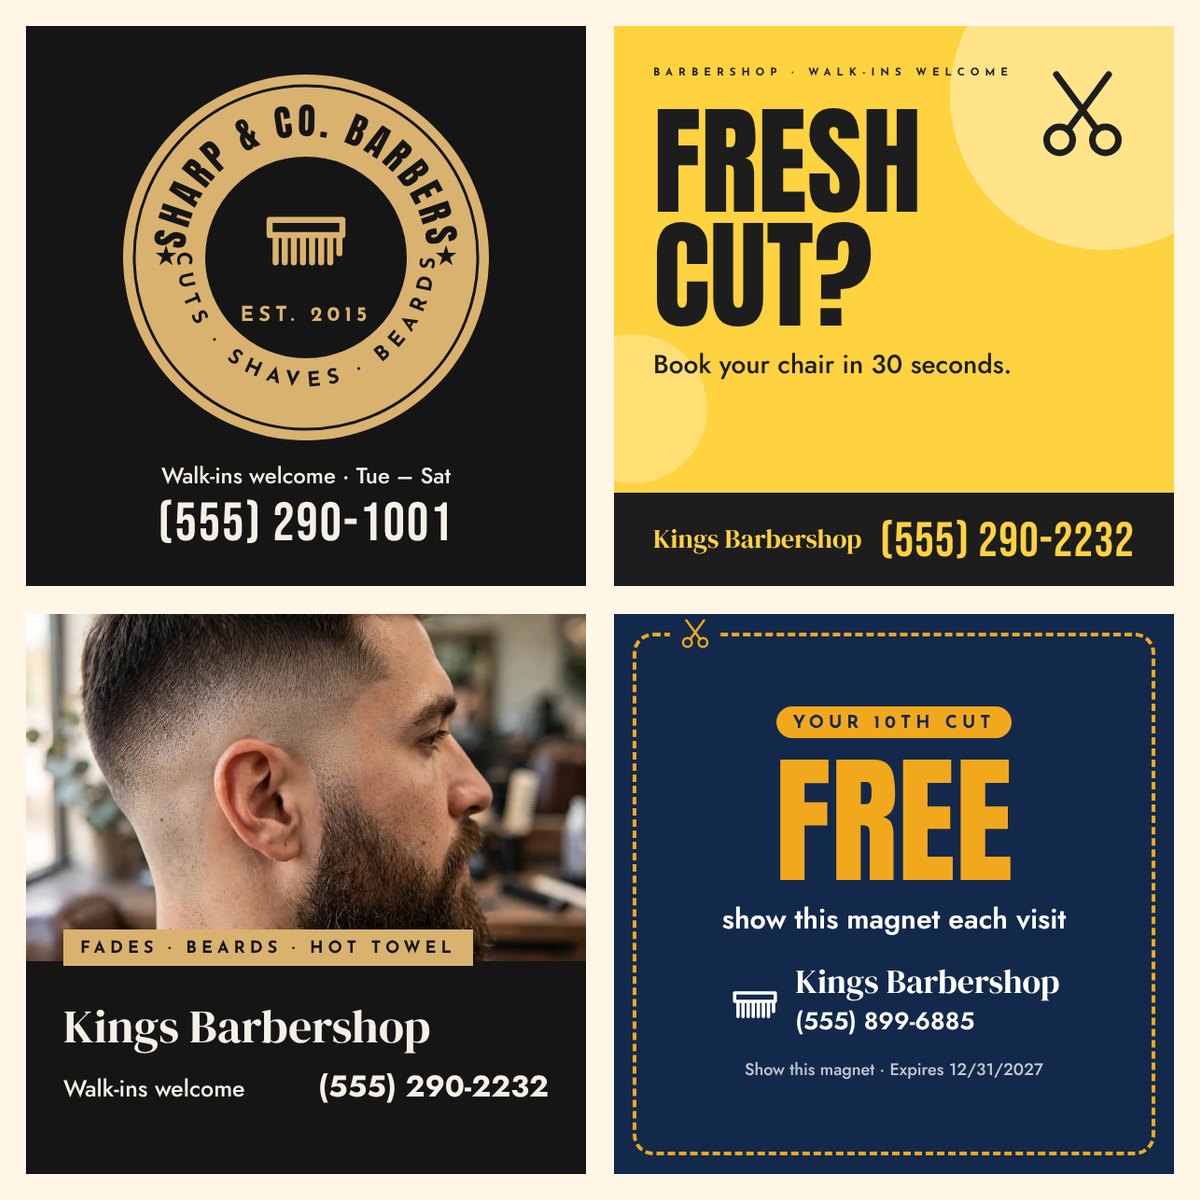 SHARP & CO. BARBERS
★ ★
EST. 2015
CUTS · SHAVES · BEARDS
Walk-ins welcome · Tue – Sat
(555) 290-1001
BARBERSHOP · WALK-INS WELCOME
FRESH
CUT?
Book your chair in 30 seconds.
Kings Barbershop (555) 290-2232
FADES · BEARDS · HOT TOWEL
Kings Barbershop
Walk-ins welcome (555) 290-2232
YOUR 10TH CUT
FREE
show this magnet each visit
Kings Barbershop
(555) 899-6885
Show this magnet · Expires 12/31/2027